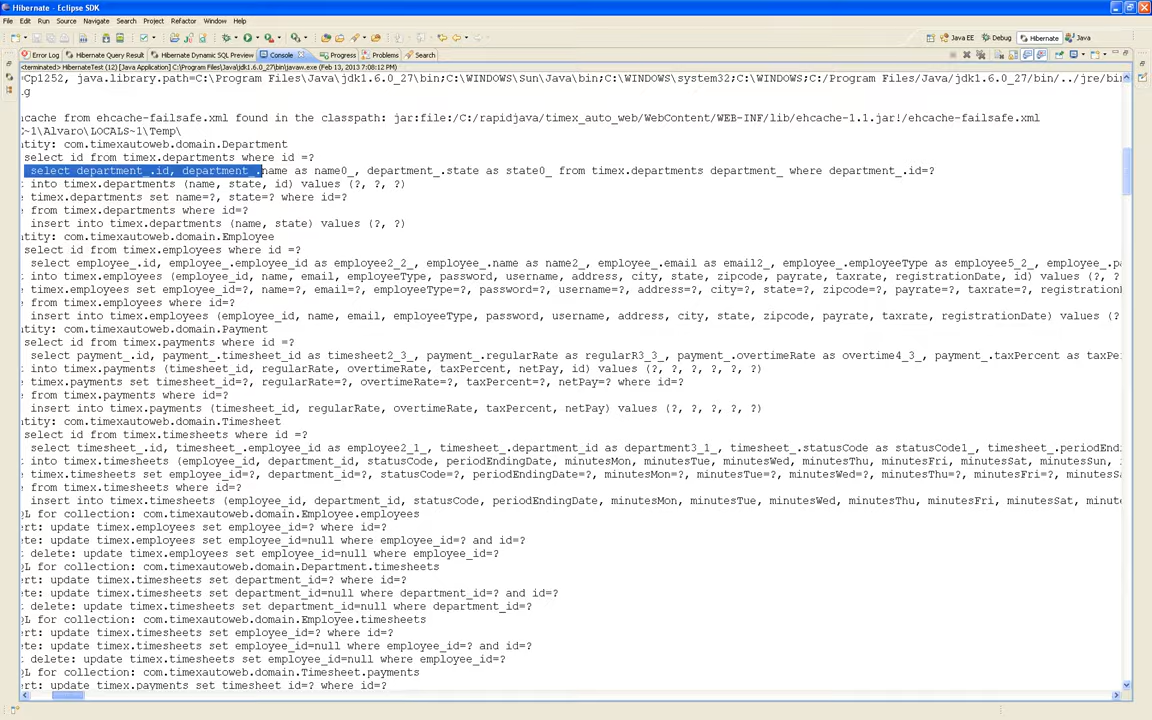 Hibernate - Eclipse SDK
File Edit Run Source Navigate Search Project Refactor Window Help
Java EE Debug Hibernate Java
Error Log Hibernate Query Result Hibernate Dynamic SQL Preview Console Progress Problems Search
<terminated> HibernateTest (12) [Java Application] C:\Program Files\Java\jdk1.6.0_27\bin\javaw.exe (Feb 13, 2013 7:08:12 PM)
=Cp1252, java.library.path=C:\Program Files\Java\jdk1.6.0_27\bin;C:\WINDOWS\Sun\Java\bin;C:\WINDOWS\system32;C:\WINDOWS;C:/Program Files/Java/jdk1.6.0_27/bin/../jre/bin
g
hcache from ehcache-failsafe.xml found in the classpath: jar:file:/C:/rapidjava/timex_auto_web/WebContent/WEB-INF/lib/ehcache-1.1.jar!/ehcache-failsafe.xml
~1\Alvaro\LOCALS~1\Temp\
tity: com.timexautoweb.domain.Department
select id from timex.departments where id =?
select department_.id, department_.name as name0_, department_.state as state0_ from timex.departments department_ where department_.id=?
into timex.departments (name, state, id) values (?, ?, ?)
timex.departments set name=?, state=? where id=?
from timex.departments where id=?
insert into timex.departments (name, state) values (?, ?)
tity: com.timexautoweb.domain.Employee
select id from timex.employees where id =?
select employee_.id, employee_.employee_id as employee2_2_, employee_.name as name2_, employee_.email as email2_, employee_.employeeType as employee5_2_, employee_.pa
into timex.employees (employee_id, name, email, employeeType, password, username, address, city, state, zipcode, payrate, taxrate, registrationDate, id) values (?, ?
timex.employees set employee_id=?, name=?, email=?, employeeType=?, password=?, username=?, address=?, city=?, state=?, zipcode=?, payrate=?, taxrate=?, registration
from timex.employees where id=?
insert into timex.employees (employee_id, name, email, employeeType, password, username, address, city, state, zipcode, payrate, taxrate, registrationDate) values (?
tity: com.timexautoweb.domain.Payment
select id from timex.payments where id =?
select payment_.id, payment_.timesheet_id as timesheet2_3_, payment_.regularRate as regularR3_3_, payment_.overtimeRate as overtime4_3_, payment_.taxPercent as taxPe
into timex.payments (timesheet_id, regularRate, overtimeRate, taxPercent, netPay, id) values (?, ?, ?, ?, ?, ?)
timex.payments set timesheet_id=?, regularRate=?, overtimeRate=?, taxPercent=?, netPay=? where id=?
from timex.payments where id=?
insert into timex.payments (timesheet_id, regularRate, overtimeRate, taxPercent, netPay) values (?, ?, ?, ?, ?)
tity: com.timexautoweb.domain.Timesheet
select id from timex.timesheets where id =?
select timesheet_.id, timesheet_.employee_id as employee2_1_, timesheet_.department_id as department3_1_, timesheet_.statusCode as statusCode1_, timesheet_.periodEndi
into timex.timesheets (employee_id, department_id, statusCode, periodEndingDate, minutesMon, minutesTue, minutesWed, minutesThu, minutesFri, minutesSat, minutesSun,
timex.timesheets set employee_id=?, department_id=?, statusCode=?, periodEndingDate=?, minutesMon=?, minutesTue=?, minutesWed=?, minutesThu=?, minutesFri=?, minutesSa
from timex.timesheets where id=?
insert into timex.timesheets (employee_id, department_id, statusCode, periodEndingDate, minutesMon, minutesTue, minutesWed, minutesThu, minutesFri, minutesSat, minut
QL for collection: com.timexautoweb.domain.Employee.employees
ert: update timex.employees set employee_id=? where id=?
ete: update timex.employees set employee_id=null where employee_id=? and id=?
delete: update timex.employees set employee_id=null where employee_id=?
QL for collection: com.timexautoweb.domain.Department.timesheets
ert: update timex.timesheets set department_id=? where id=?
ete: update timex.timesheets set department_id=null where department_id=? and id=?
delete: update timex.timesheets set department_id=null where department_id=?
QL for collection: com.timexautoweb.domain.Employee.timesheets
ert: update timex.timesheets set employee_id=? where id=?
ete: update timex.timesheets set employee_id=null where employee_id=? and id=?
delete: update timex.timesheets set employee_id=null where employee_id=?
QL for collection: com.timexautoweb.domain.Timesheet.payments
ert: update timex.payments set timesheet_id=? where id=?